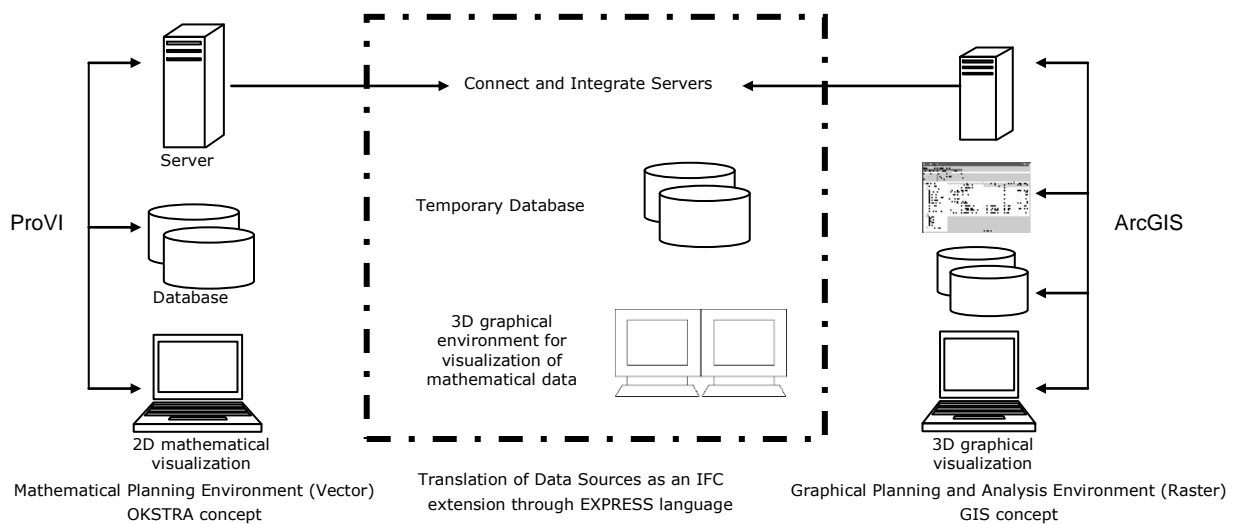 Connect and Integrate Servers
Server
ProVI
Temporary Database
ArcGIS
Database
3D graphical
environment for
visualization of
mathematical data
2D mathematical
visualization
3D graphical
visualization
Mathematical Planning Environment (Vector)
OKSTRA concept
Translation of Data Sources as an IFC
extension through EXPRESS language
Graphical Planning and Analysis Environment (Raster)
GIS concept